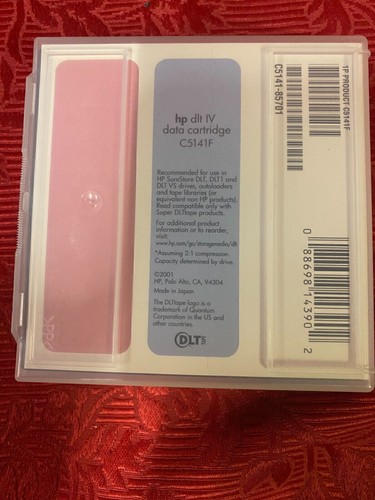 hp dlt IV
data cartridge
C5141F
Recommended for use in
HP SureStore DLT, DLT1 and
DLT VS drives, autoloaders
and tape libraries (or
equivalent non HP products).
Read compatible only with
Super DLTtape products.
For additional product
information or to reorder,
visit:
www.hp.com/go/storagemedia/dlt
*Assuming 2:1 compression.
Capacity determined by drive.
©2001
HP, Palo Alto, CA, 94304
Made in Japan
The DLTtape logo is a
trademark of Quantum
Corporation in the US and
other countries.
DLT
1P PRODUCT C5141F
C5141-85701
0 88698 14390 2